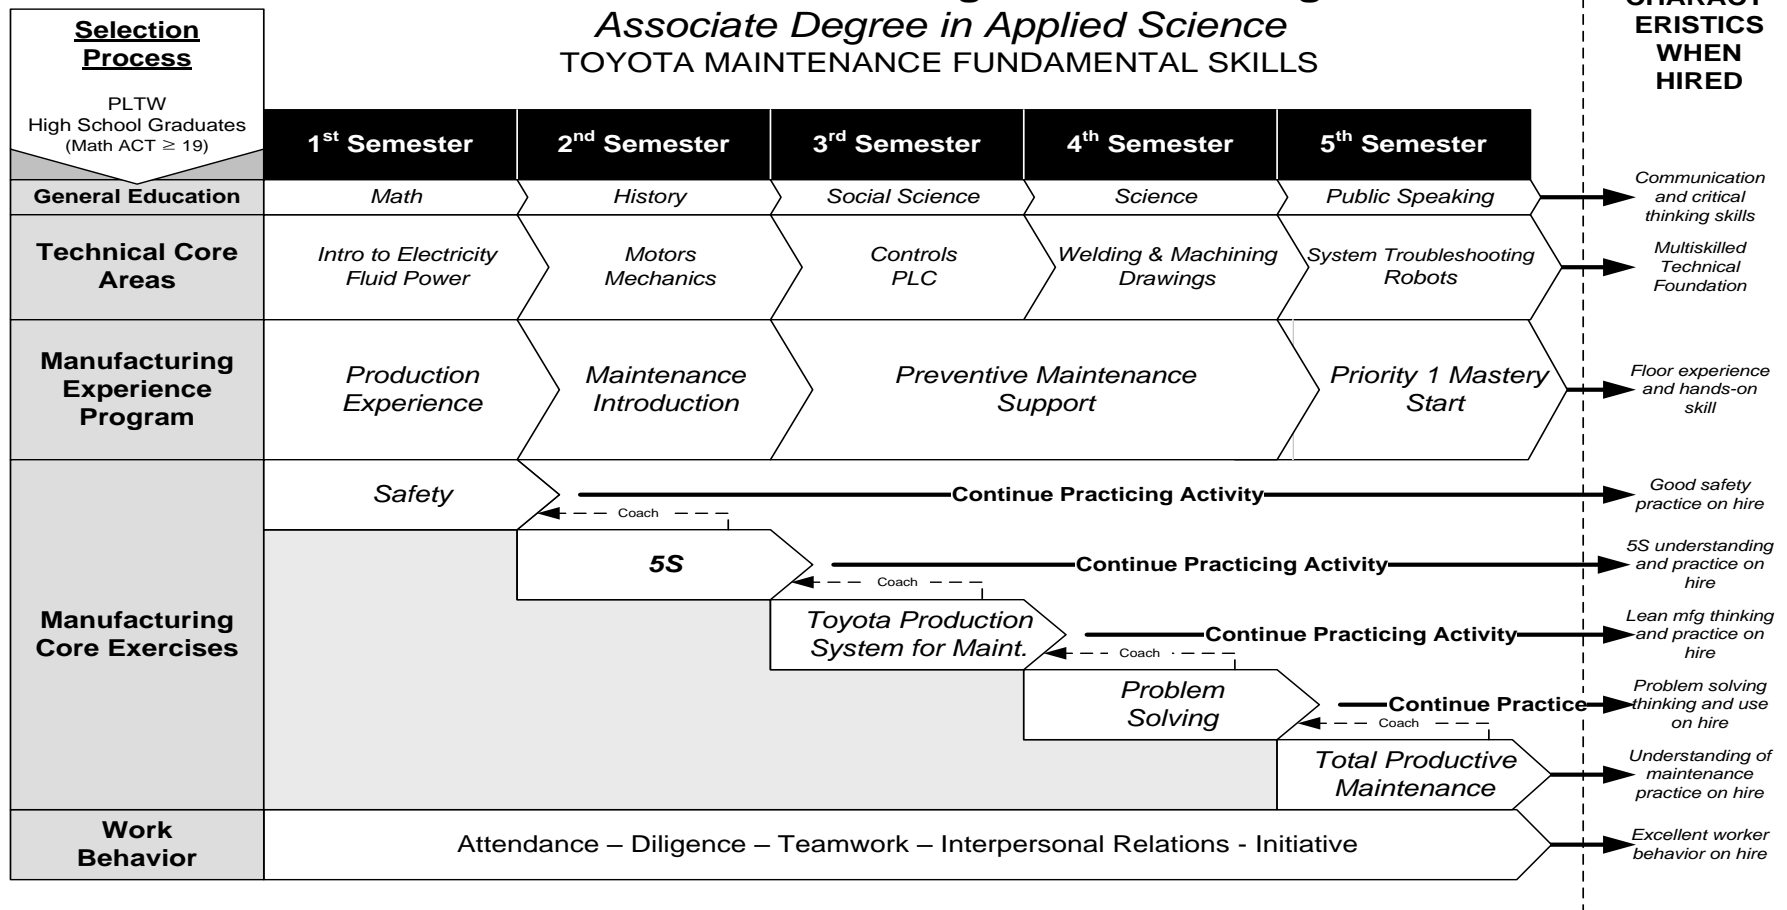 Associate Degree in Applied Science
TOYOTA MAINTENANCE FUNDAMENTAL SKILLS
ERISTICS
WHEN
HIRED
Selection
Process
PLTW
High School Graduates
(Math ACT ≥ 19)
1st Semester
2nd Semester
3rd Semester
4th Semester
5th Semester
General Education
Math
History
Social Science
Science
Public Speaking
Communication
and critical
thinking skills
Technical Core
Areas
Intro to Electricity
Fluid Power
Motors
Mechanics
Controls
PLC
Welding & Machining
Drawings
System Troubleshooting
Robots
Multiskilled
Technical
Foundation
Manufacturing
Experience
Program
Production
Experience
Maintenance
Introduction
Preventive Maintenance
Support
Priority 1 Mastery
Start
Floor experience
and hands-on
skill
Manufacturing
Core Exercises
Safety
Continue Practicing Activity
Good safety
practice on hire
Coach
5S
Continue Practicing Activity
5S understanding
and practice on
hire
Coach
Toyota Production
System for Maint.
Continue Practicing Activity
Lean mfg thinking
and practice on
hire
Coach
Problem
Solving
Continue Practice
Problem solving
thinking and use
on hire
Coach
Total Productive
Maintenance
Understanding of
maintenance
practice on hire
Work
Behavior
Attendance – Diligence – Teamwork – Interpersonal Relations - Initiative
Excellent worker
behavior on hire